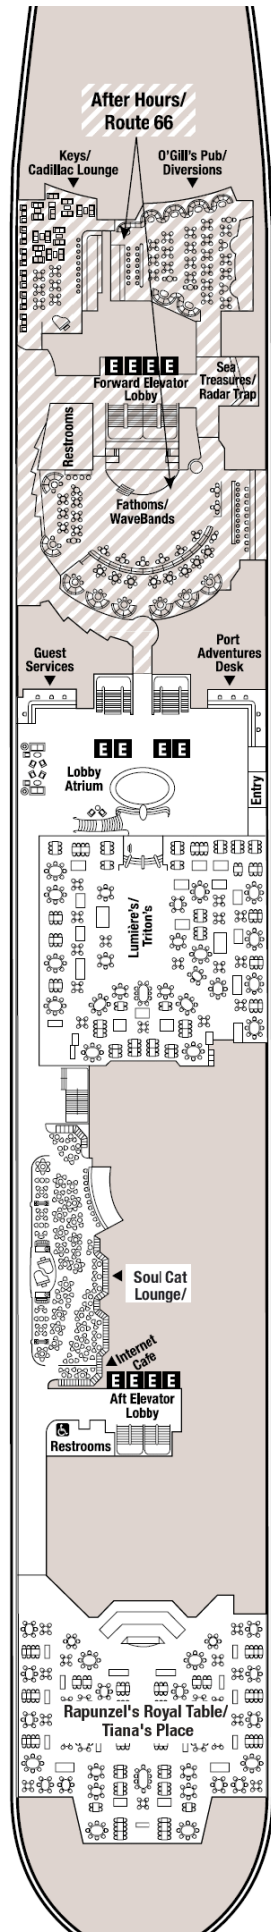 After Hours/
Route 66
Keys/
Cadillac Lounge
O'Gill's Pub/
Diversions
E E E E
Forward Elevator
Lobby
Sea
Treasures/
Radar Trap
Restrooms
Fathoms/
WaveBands
Guest
Services
Port
Adventures
Desk
E E E E
Lobby
Atrium
Entry
Lumière's/
Triton's
Soul Cat
Lounge/
Internet
Cafe
E E E E
Aft Elevator
Lobby
Restrooms
Rapunzel's Royal Table/
Tiana's Place